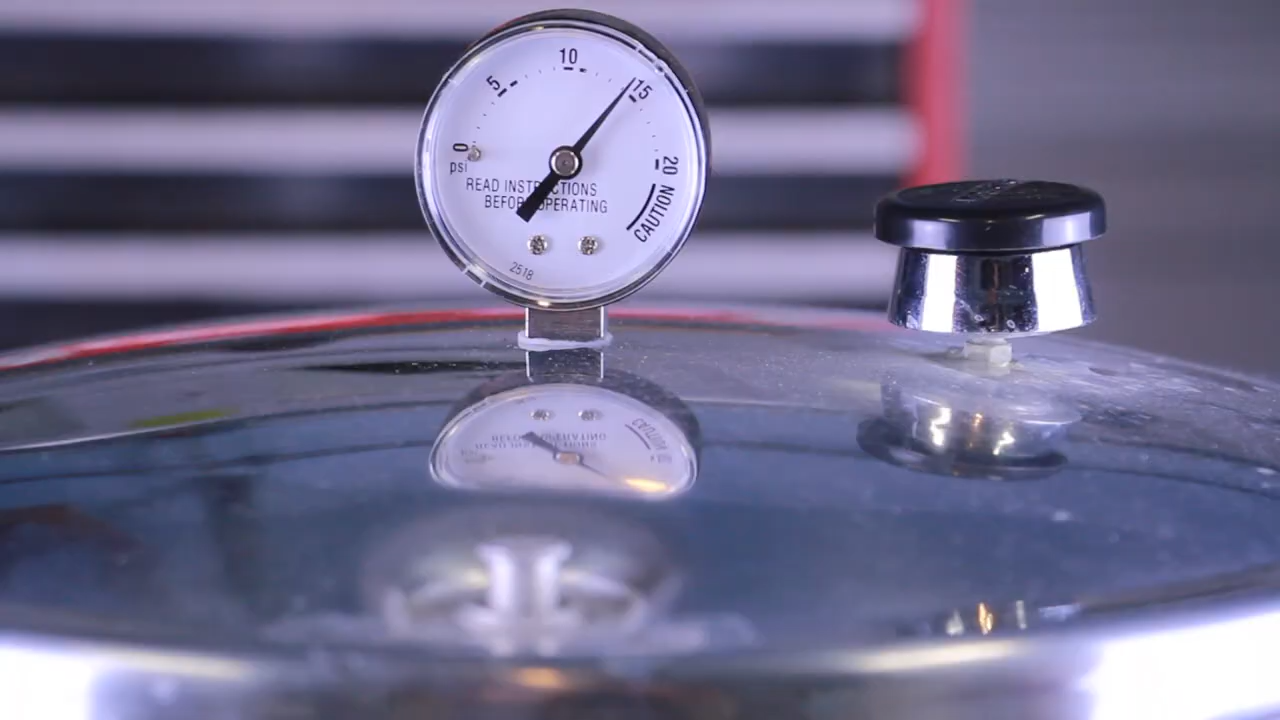 0 5 10 15 20
psi
READ INSTRUCTIONS
BEFORE OPERATING
CAUTION
2518